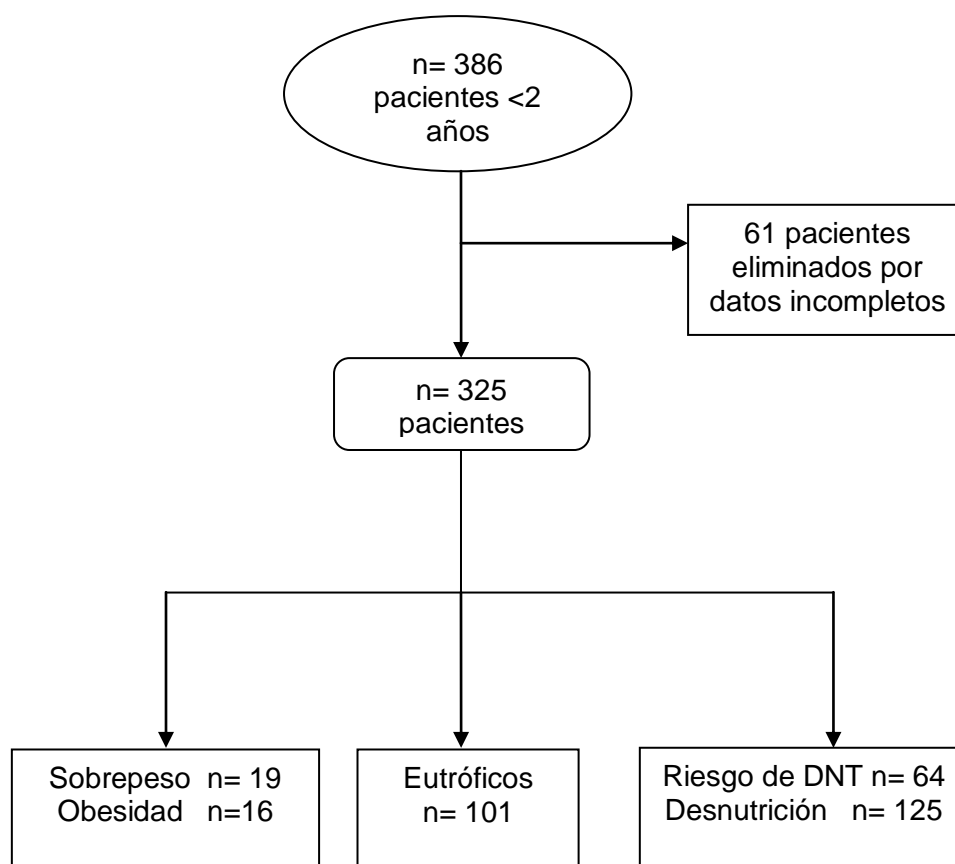 n= 386
pacientes <2
años
61 pacientes
eliminados por
datos incompletos
n= 325
pacientes
Sobrepeso n= 19
Obesidad n=16
Eutróficos
n= 101
Riesgo de DNT n= 64
Desnutrición n= 125